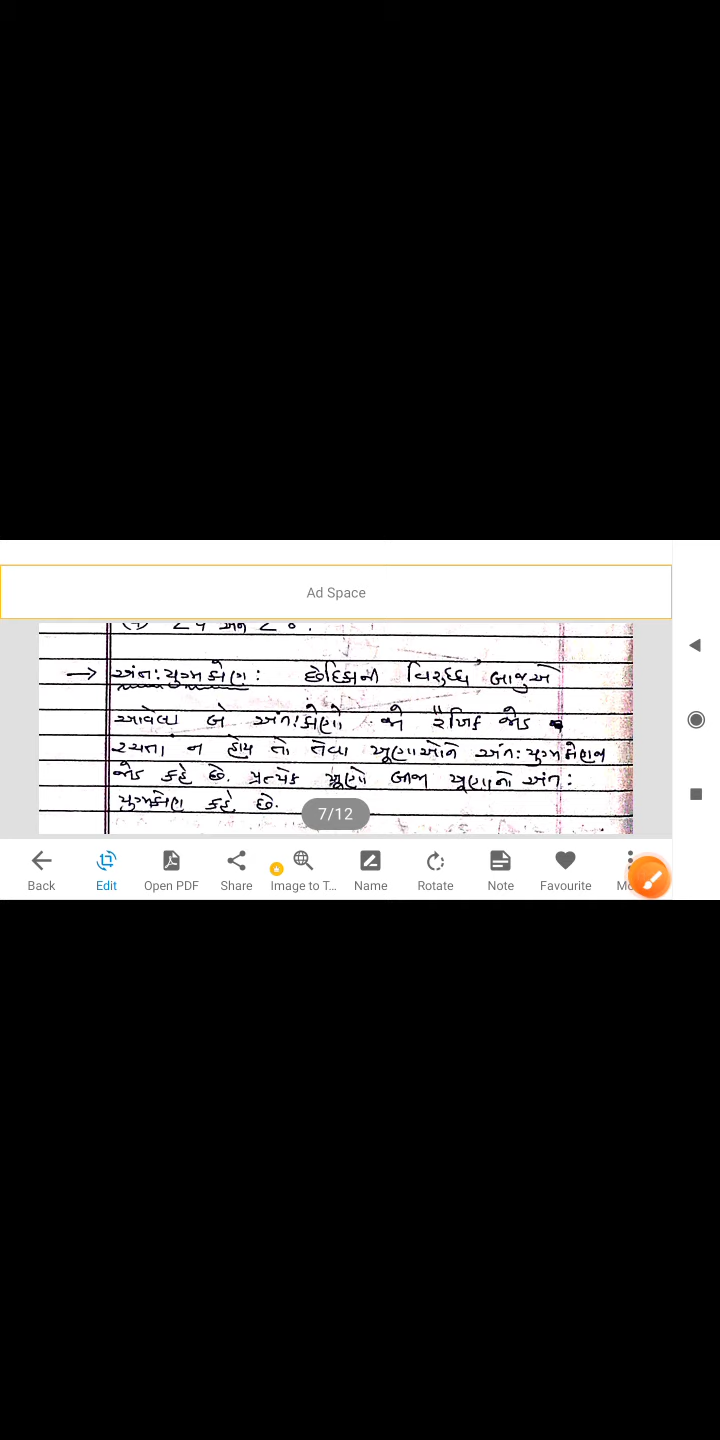 Ad Space
→ અંતઃયુગ્મકોણ : છેદિકાની વિરુદ્ધ બાજુએ
આવેલા બે અંતઃકોણો જો રૈખિક જોડ
રચતાં ન હોય તો તેવા ખૂણાઓને અંતઃયુગ્મકોણની
જોડ કહે છે. પ્રત્યેક ખૂણો બીજા ખૂણાનો અંતઃ
યુગ્મકોણ કહે છે.
7/12
Back Edit Open PDF Share Image to T... Name Rotate Note Favourite